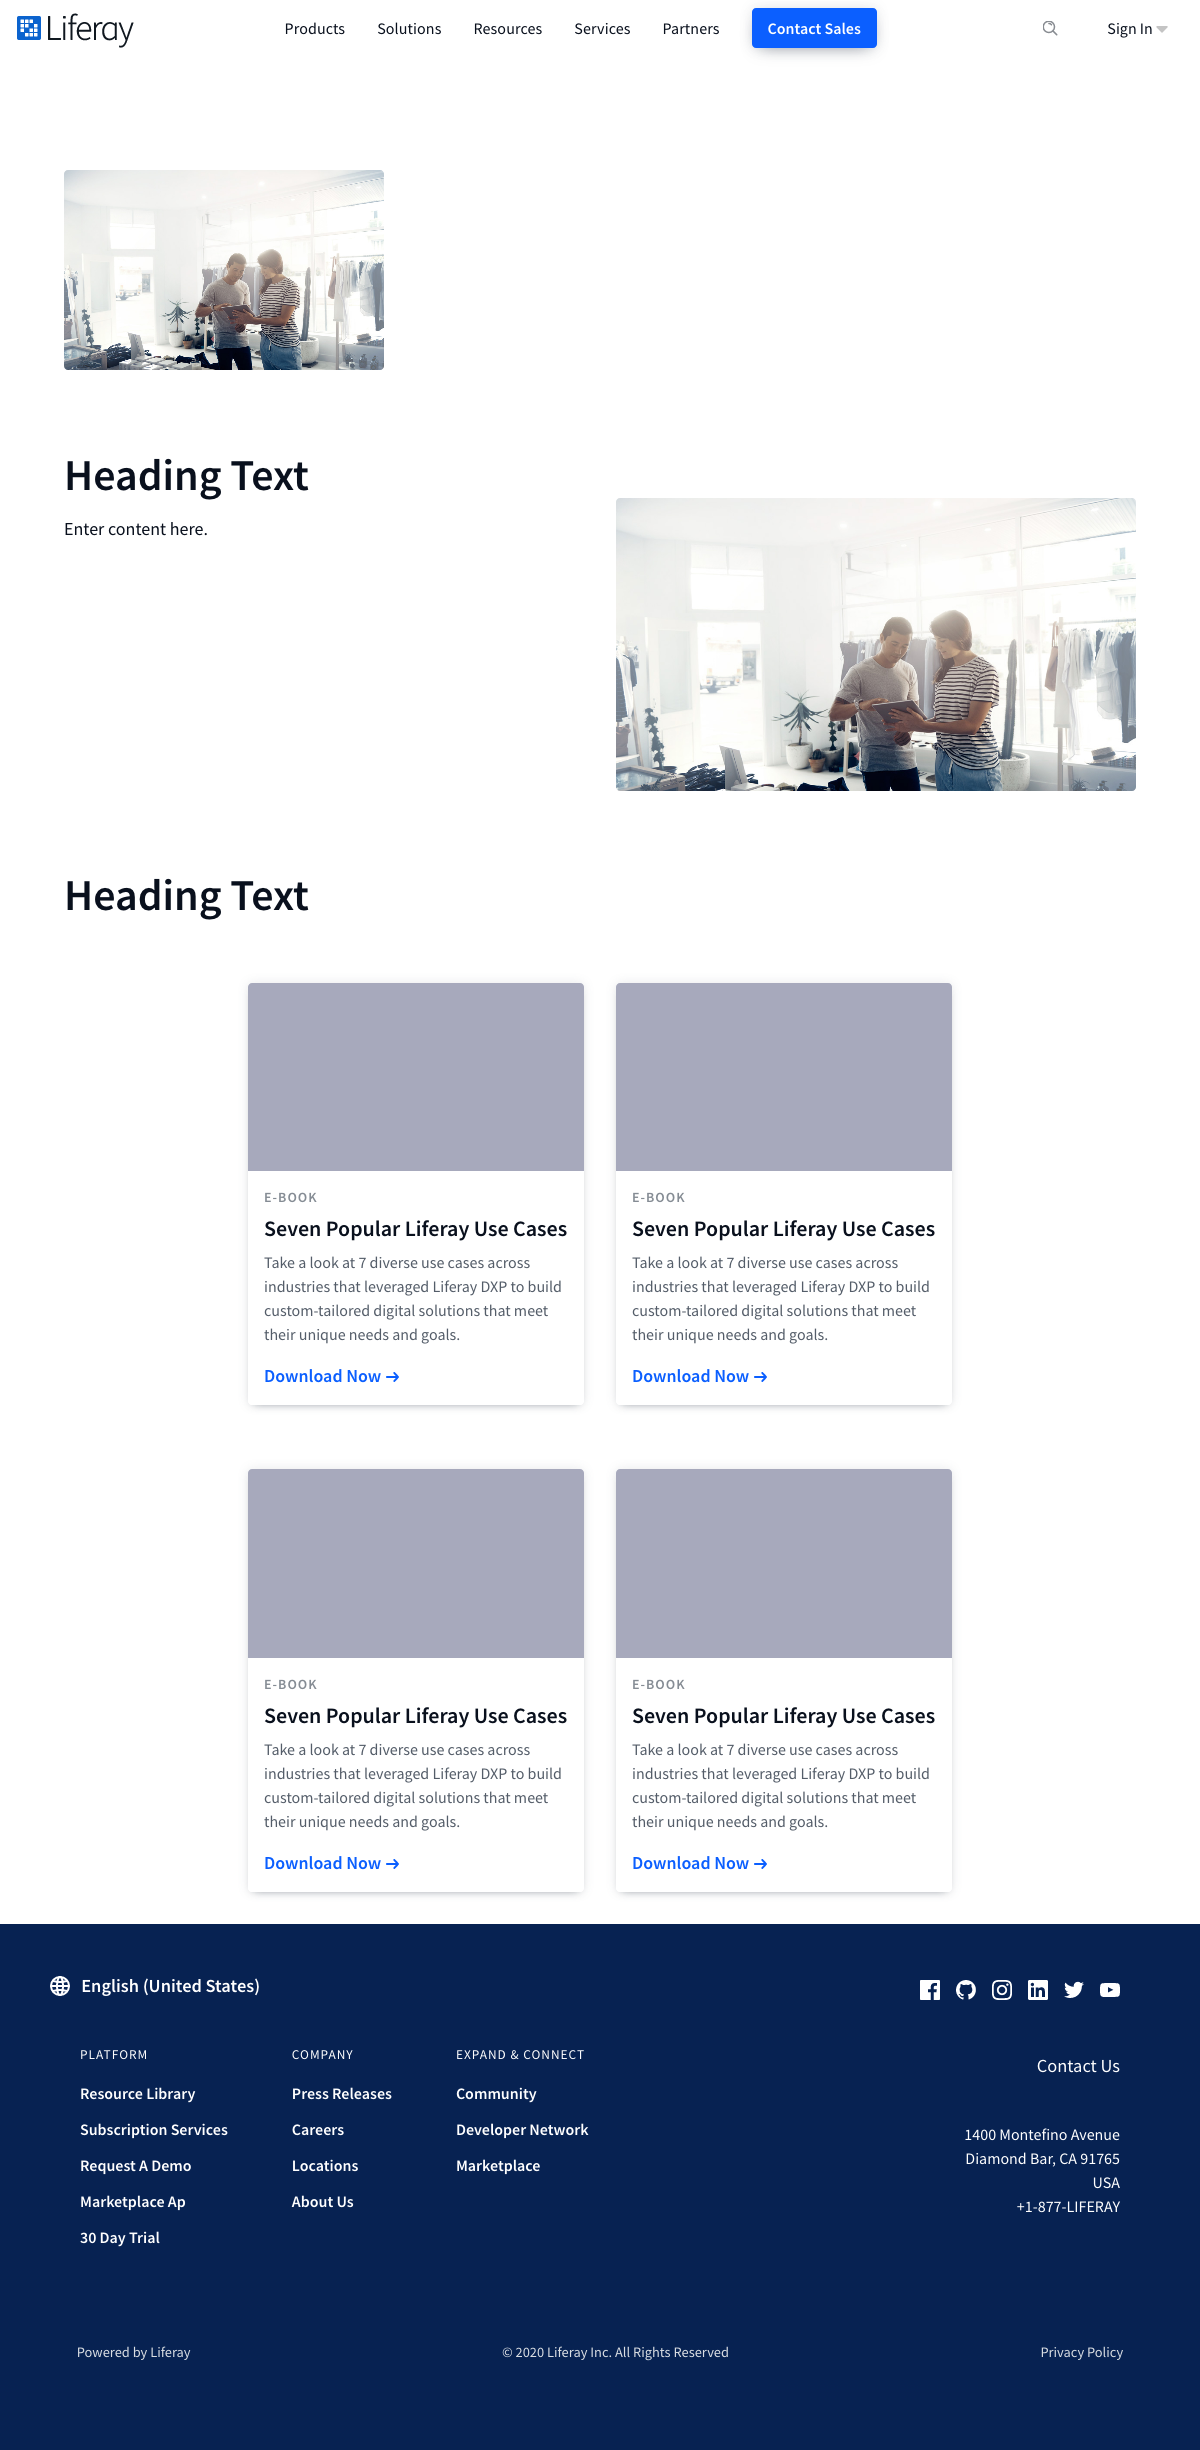 Liferay
Products
Solutions
Resources
Services
Partners
Contact Sales
Sign In
Heading Text
Enter content here.
Heading Text
E-BOOK
Seven Popular Liferay Use Cases
Take a look at 7 diverse use cases across
industries that leveraged Liferay DXP to build
custom-tailored digital solutions that meet
their unique needs and goals.
Download Now →
E-BOOK
Seven Popular Liferay Use Cases
Take a look at 7 diverse use cases across
industries that leveraged Liferay DXP to build
custom-tailored digital solutions that meet
their unique needs and goals.
Download Now →
E-BOOK
Seven Popular Liferay Use Cases
Take a look at 7 diverse use cases across
industries that leveraged Liferay DXP to build
custom-tailored digital solutions that meet
their unique needs and goals.
Download Now →
E-BOOK
Seven Popular Liferay Use Cases
Take a look at 7 diverse use cases across
industries that leveraged Liferay DXP to build
custom-tailored digital solutions that meet
their unique needs and goals.
Download Now →
English (United States)
PLATFORM
Resource Library
Subscription Services
Request A Demo
Marketplace Ap
30 Day Trial
COMPANY
Press Releases
Careers
Locations
About Us
EXPAND & CONNECT
Community
Developer Network
Marketplace
Contact Us
1400 Montefino Avenue
Diamond Bar, CA 91765
USA
+1-877-LIFERAY
Powered by Liferay
© 2020 Liferay Inc. All Rights Reserved
Privacy Policy